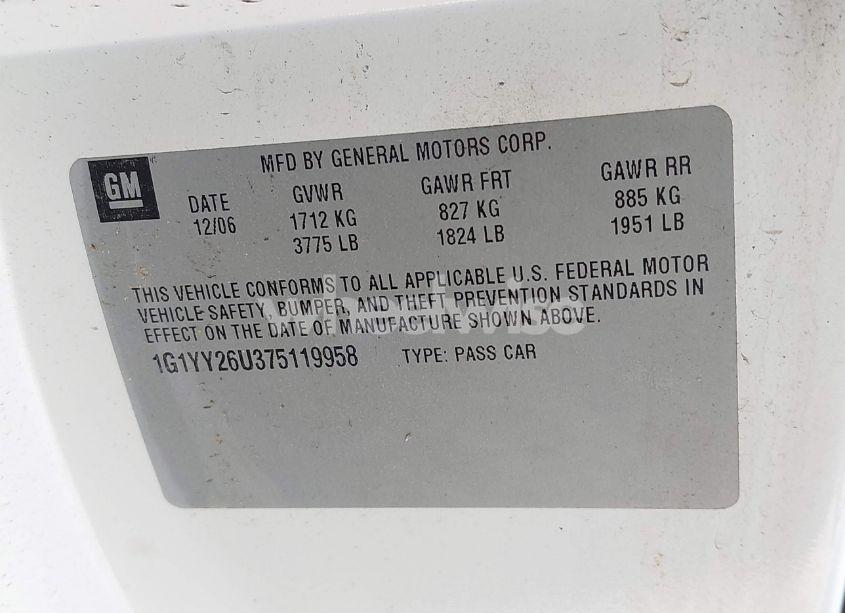 GM
MFD BY GENERAL MOTORS CORP.
DATE GVWR GAWR FRT GAWR RR
12/06 1712 KG 827 KG 885 KG
3775 LB 1824 LB 1951 LB
THIS VEHICLE CONFORMS TO ALL APPLICABLE U.S. FEDERAL MOTOR
VEHICLE SAFETY, BUMPER, AND THEFT PREVENTION STANDARDS IN
EFFECT ON THE DATE OF MANUFACTURE SHOWN ABOVE.
1G1YY26U375119958 TYPE: PASS CAR